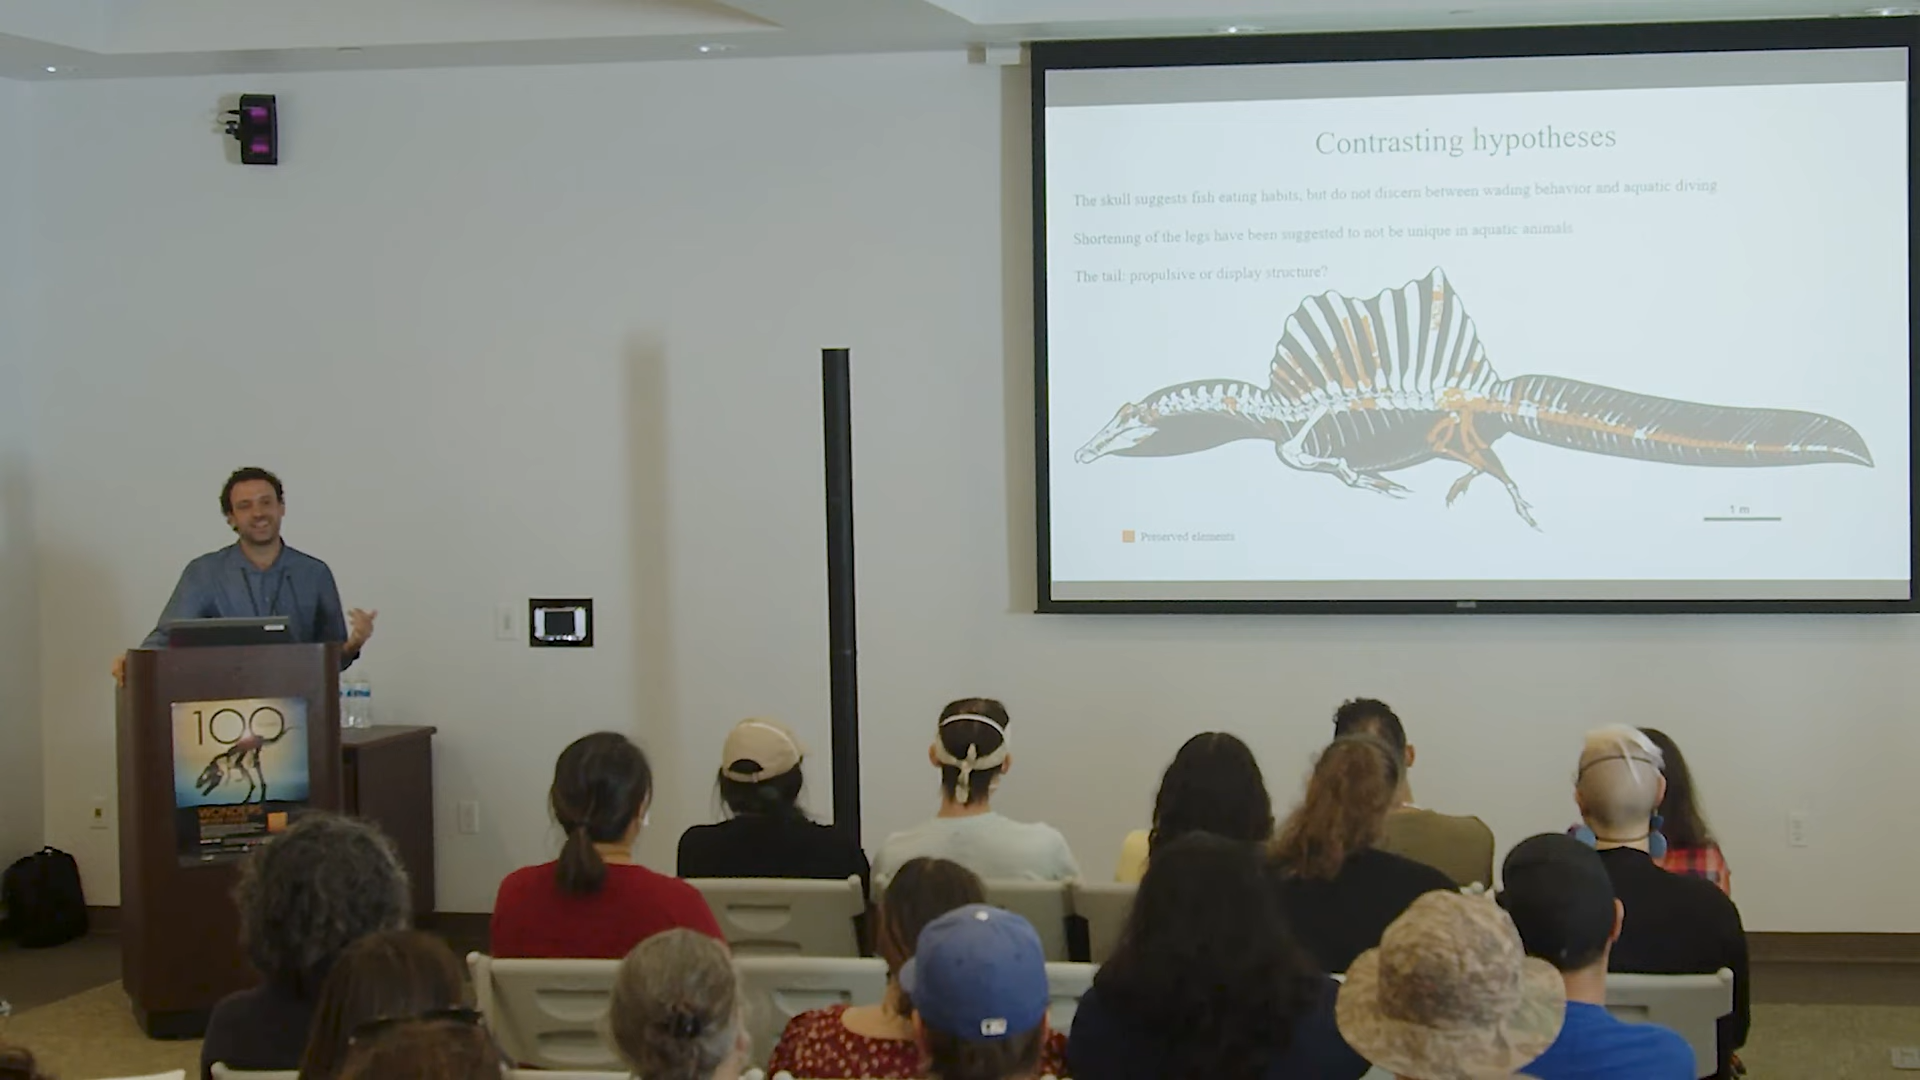 Contrasting hypotheses
The skull suggests fish eating habits, but do not discern between wading behavior and aquatic diving
Shortening of the legs have been suggested to not be unique in aquatic animals
The tail: propulsive or display structure?
1 m
Preserved elements
100